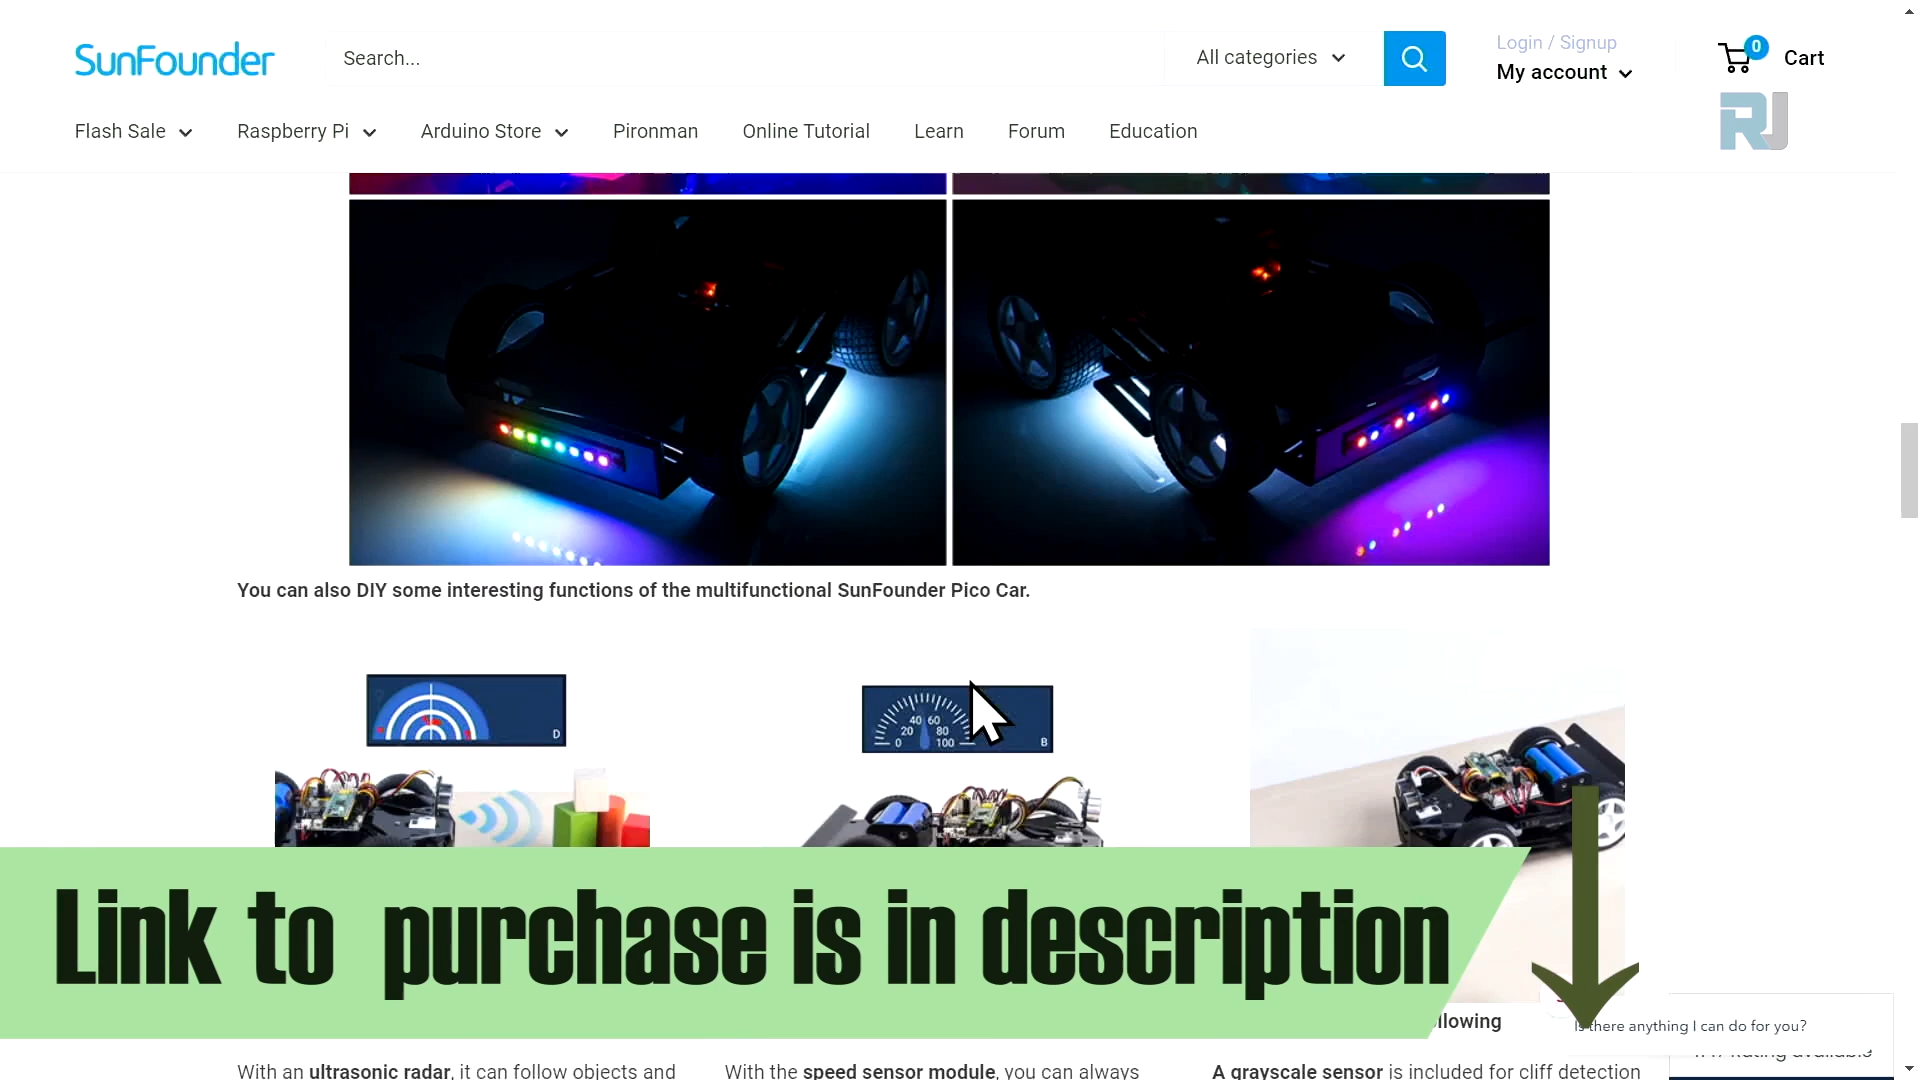 SunFounder
Search...
All categories
Login / Signup
My account
0
Cart
Flash Sale
Raspberry Pi
Arduino Store
Pironman
Online Tutorial
Learn
Forum
Education
RJ
You can also DIY some interesting functions of the multifunctional SunFounder Pico Car.
D
40 60
20 80
0 100
B
Link to purchase is in description
llowing
Is there anything I can do for you?
With an ultrasonic radar, it can follow objects and
With the speed sensor module, you can always
A grayscale sensor is included for cliff detection